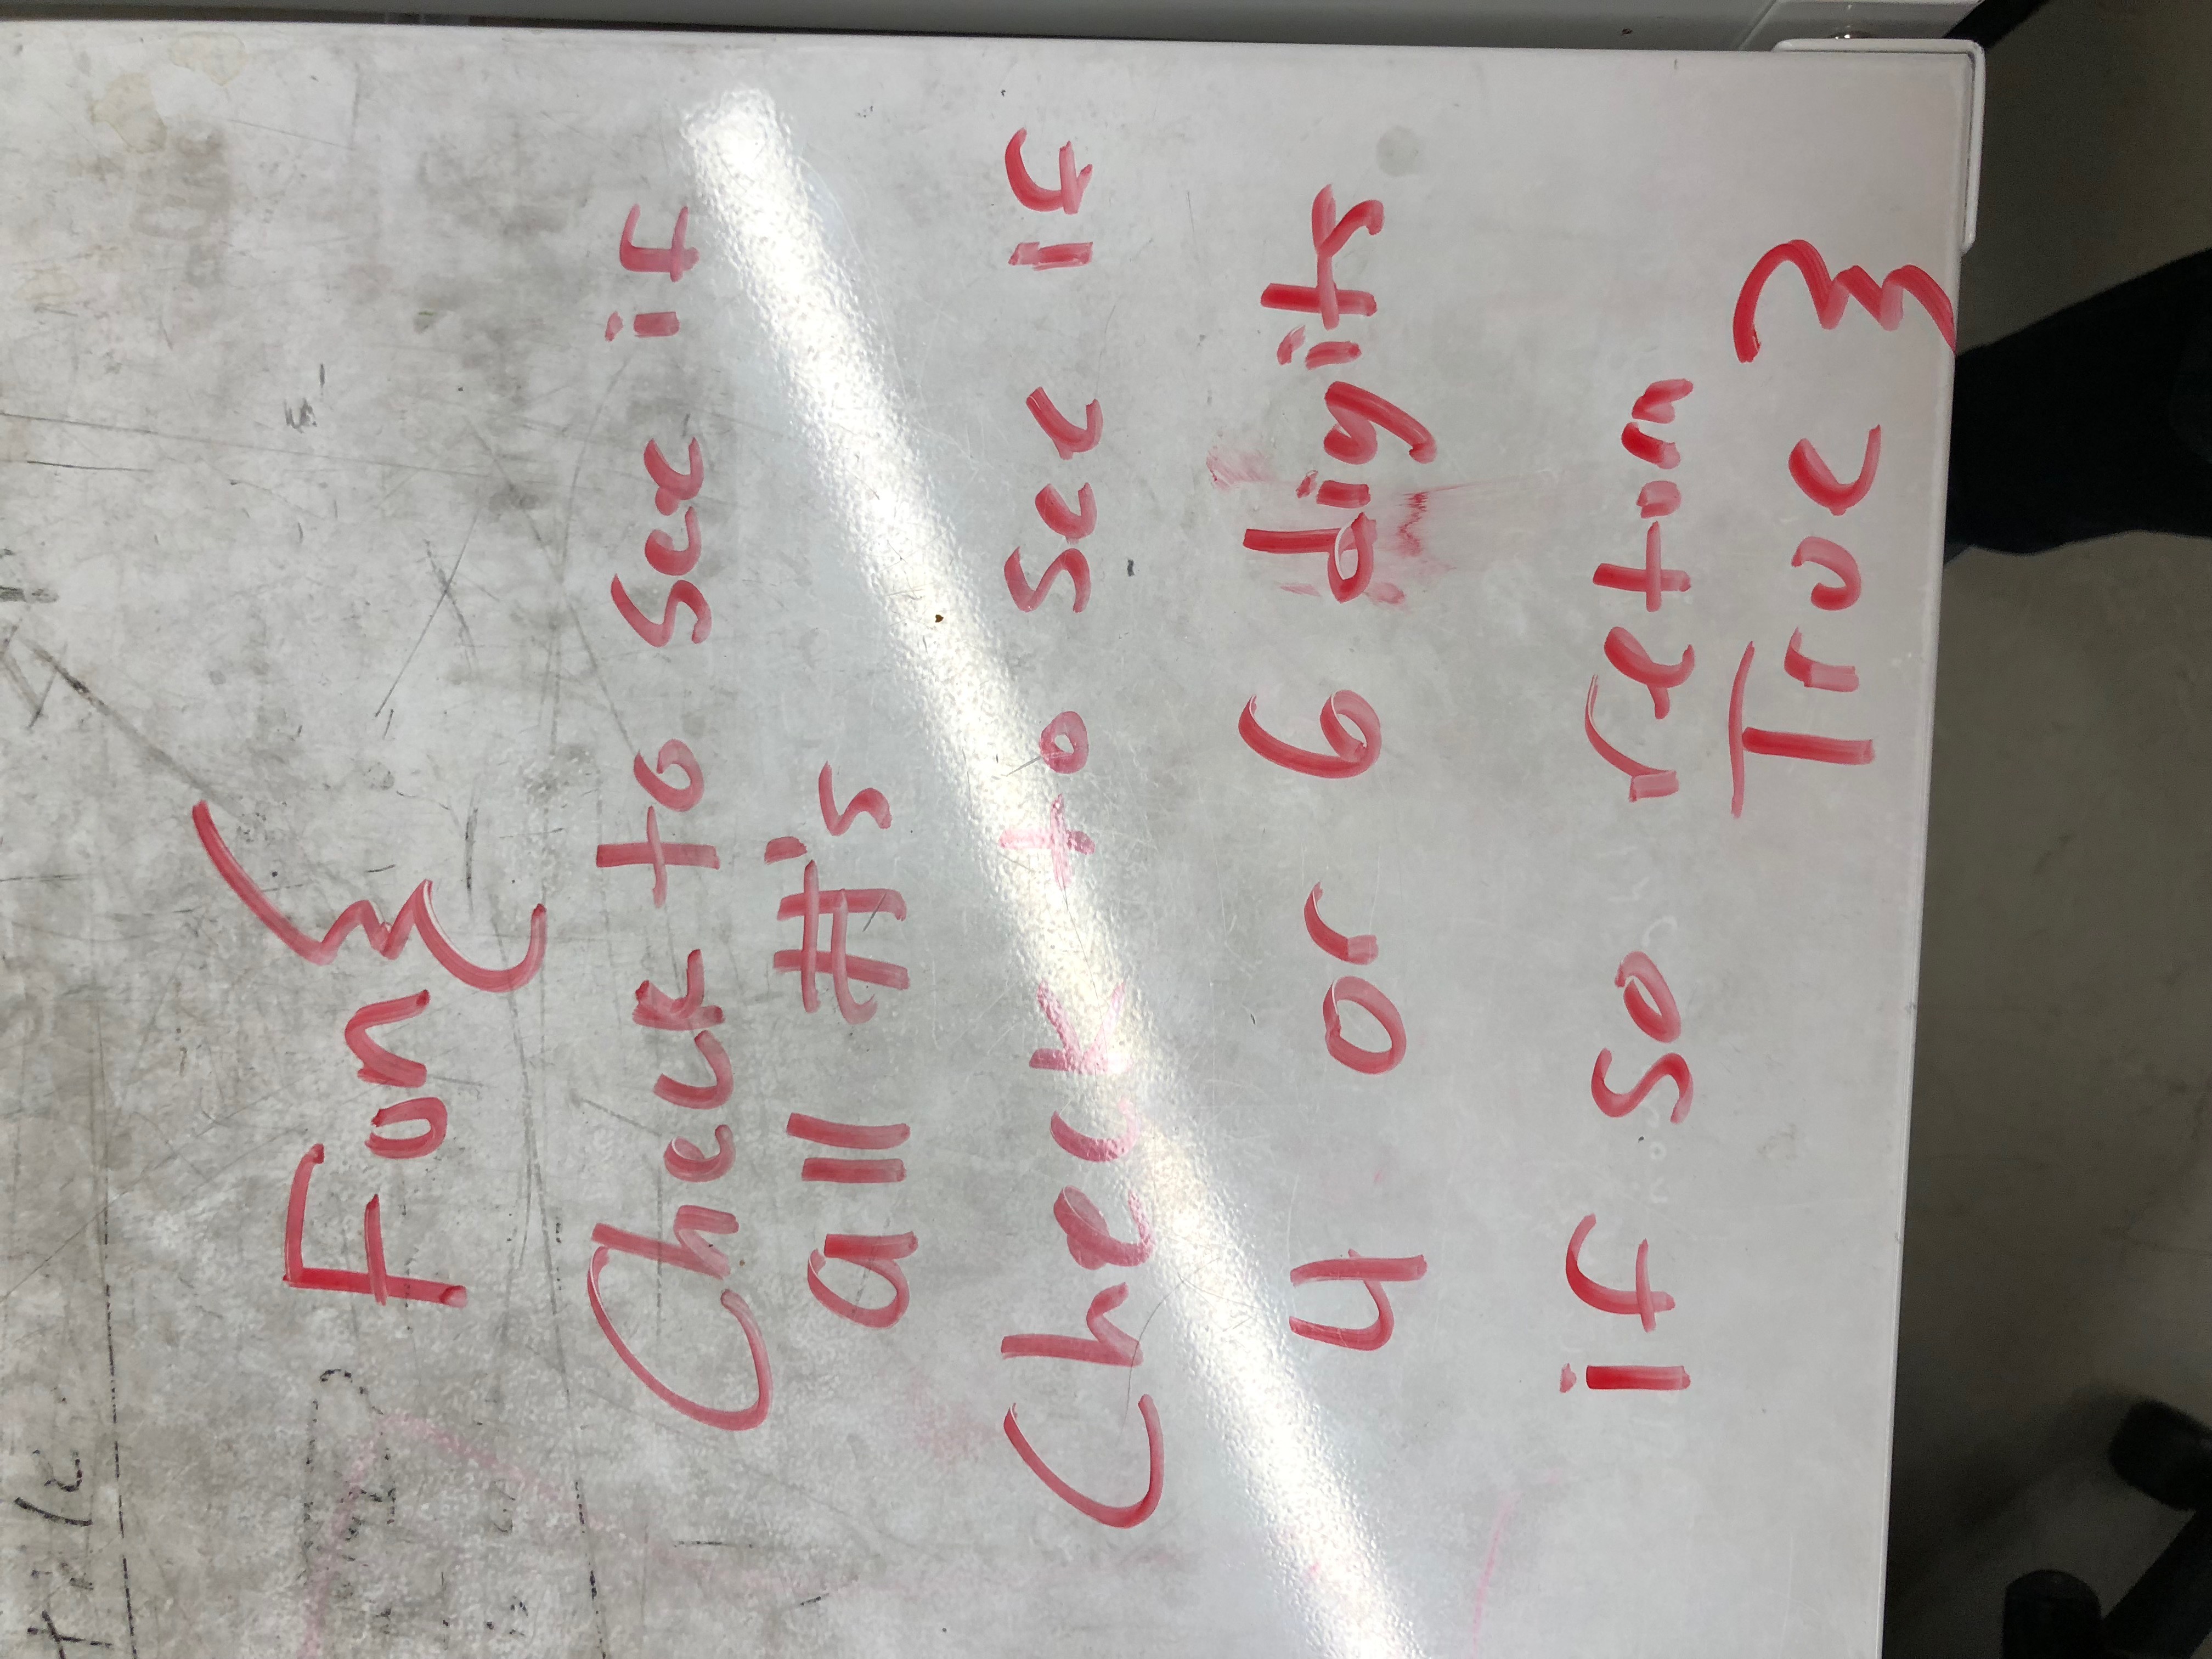 Fun{
Check to see if
all #'s
Check to see if
4 or 6 digits
if so return
True }